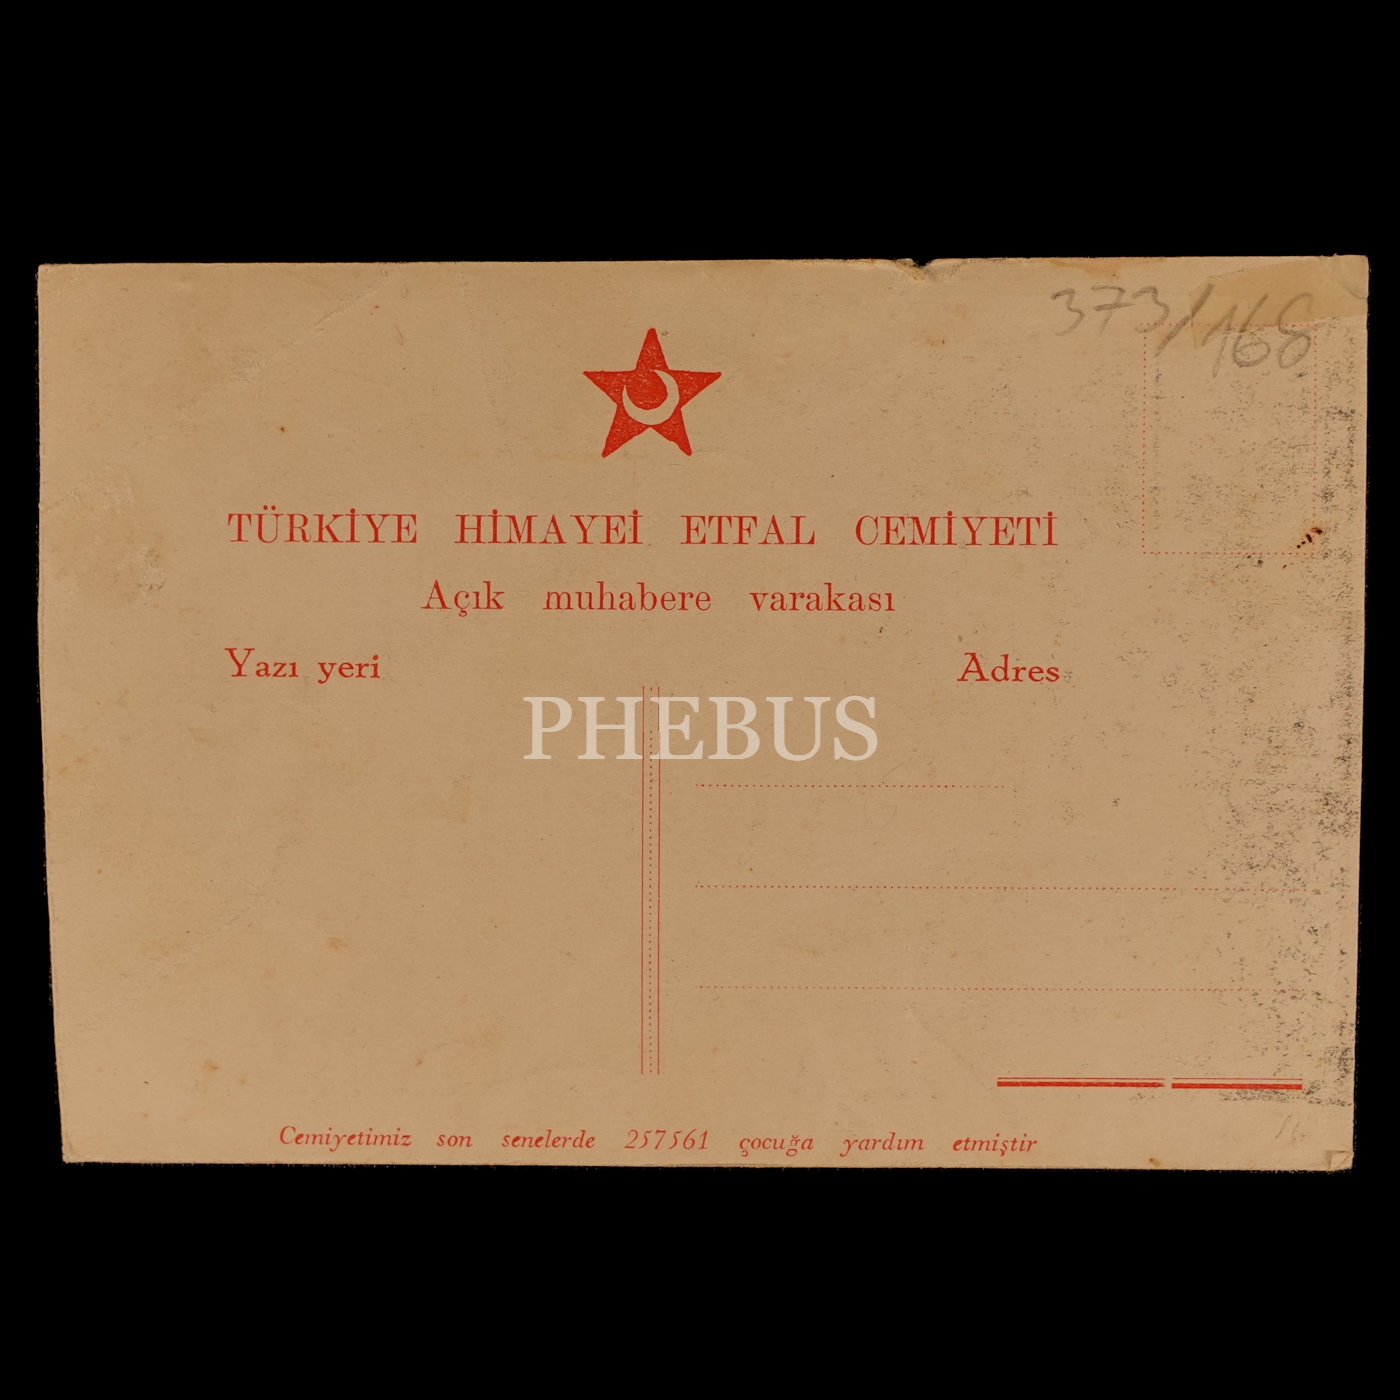 373/168
TÜRKİYE HİMAYEİ ETFAL CEMİYETİ
Açık muhabere varakası
Yazı yeri
Adres
PHEBUS
Cemiyetimiz son senelerde 257561 çocuğa yardım etmiştir